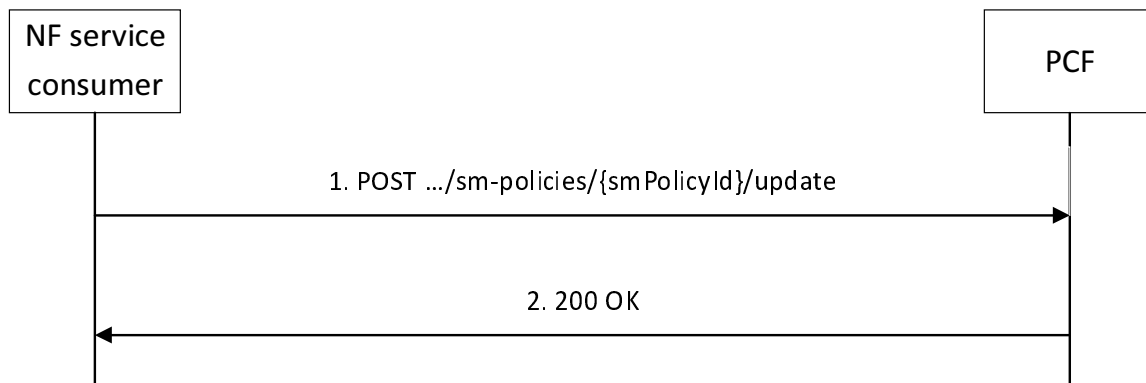 NF service
consumer
PCF
1. POST …/sm-policies/{smPolicyId}/update
2. 200 OK